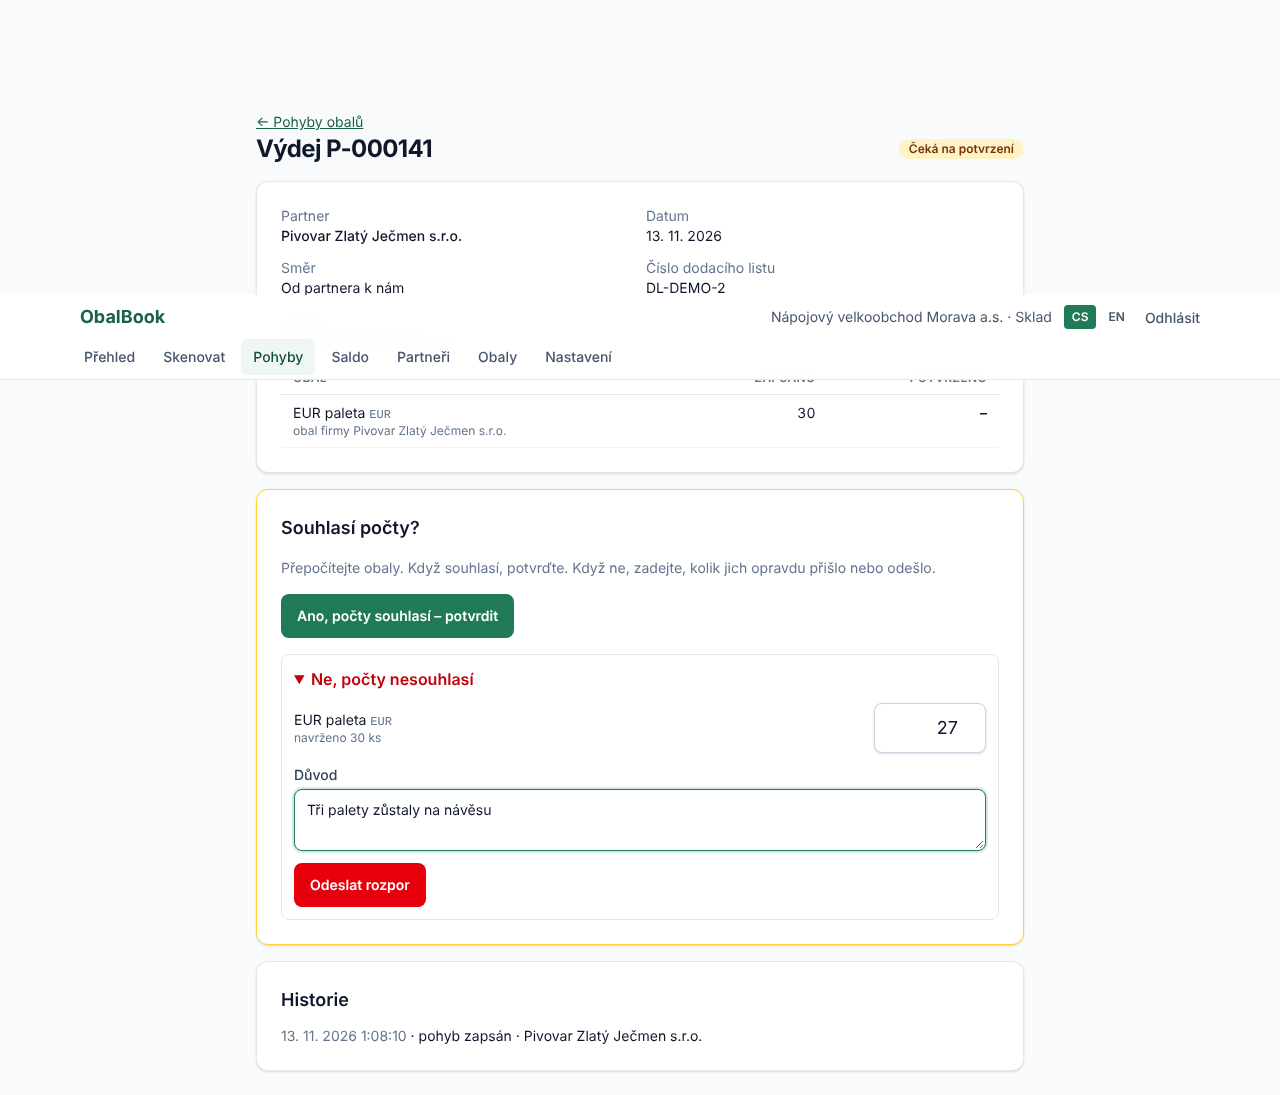 ← Pohyby obalů
Výdej P-000141
Čeká na potvrzení
Partner
Pivovar Zlatý Ječmen s.r.o.
Datum
13. 11. 2026
Směr
Od partnera k nám
Číslo dodacího listu
DL-DEMO-2
ObalBook
Nápojový velkoobchod Morava a.s. · Sklad
CS
EN
Odhlásit
Přehled
Skenovat
Pohyby
Saldo
Partneři
Obaly
Nastavení
EUR paleta EUR
30
–
obal firmy Pivovar Zlatý Ječmen s.r.o.
Souhlasí počty?
Přepočítejte obaly. Když souhlasí, potvrďte. Když ne, zadejte, kolik jich opravdu přišlo nebo odešlo.
Ano, počty souhlasí – potvrdit
▼ Ne, počty nesouhlasí
EUR paleta EUR
navrženo 30 ks
27
Důvod
Tři palety zůstaly na návěsu
Odeslat rozpor
Historie
13. 11. 2026 1:08:10 · pohyb zapsán · Pivovar Zlatý Ječmen s.r.o.